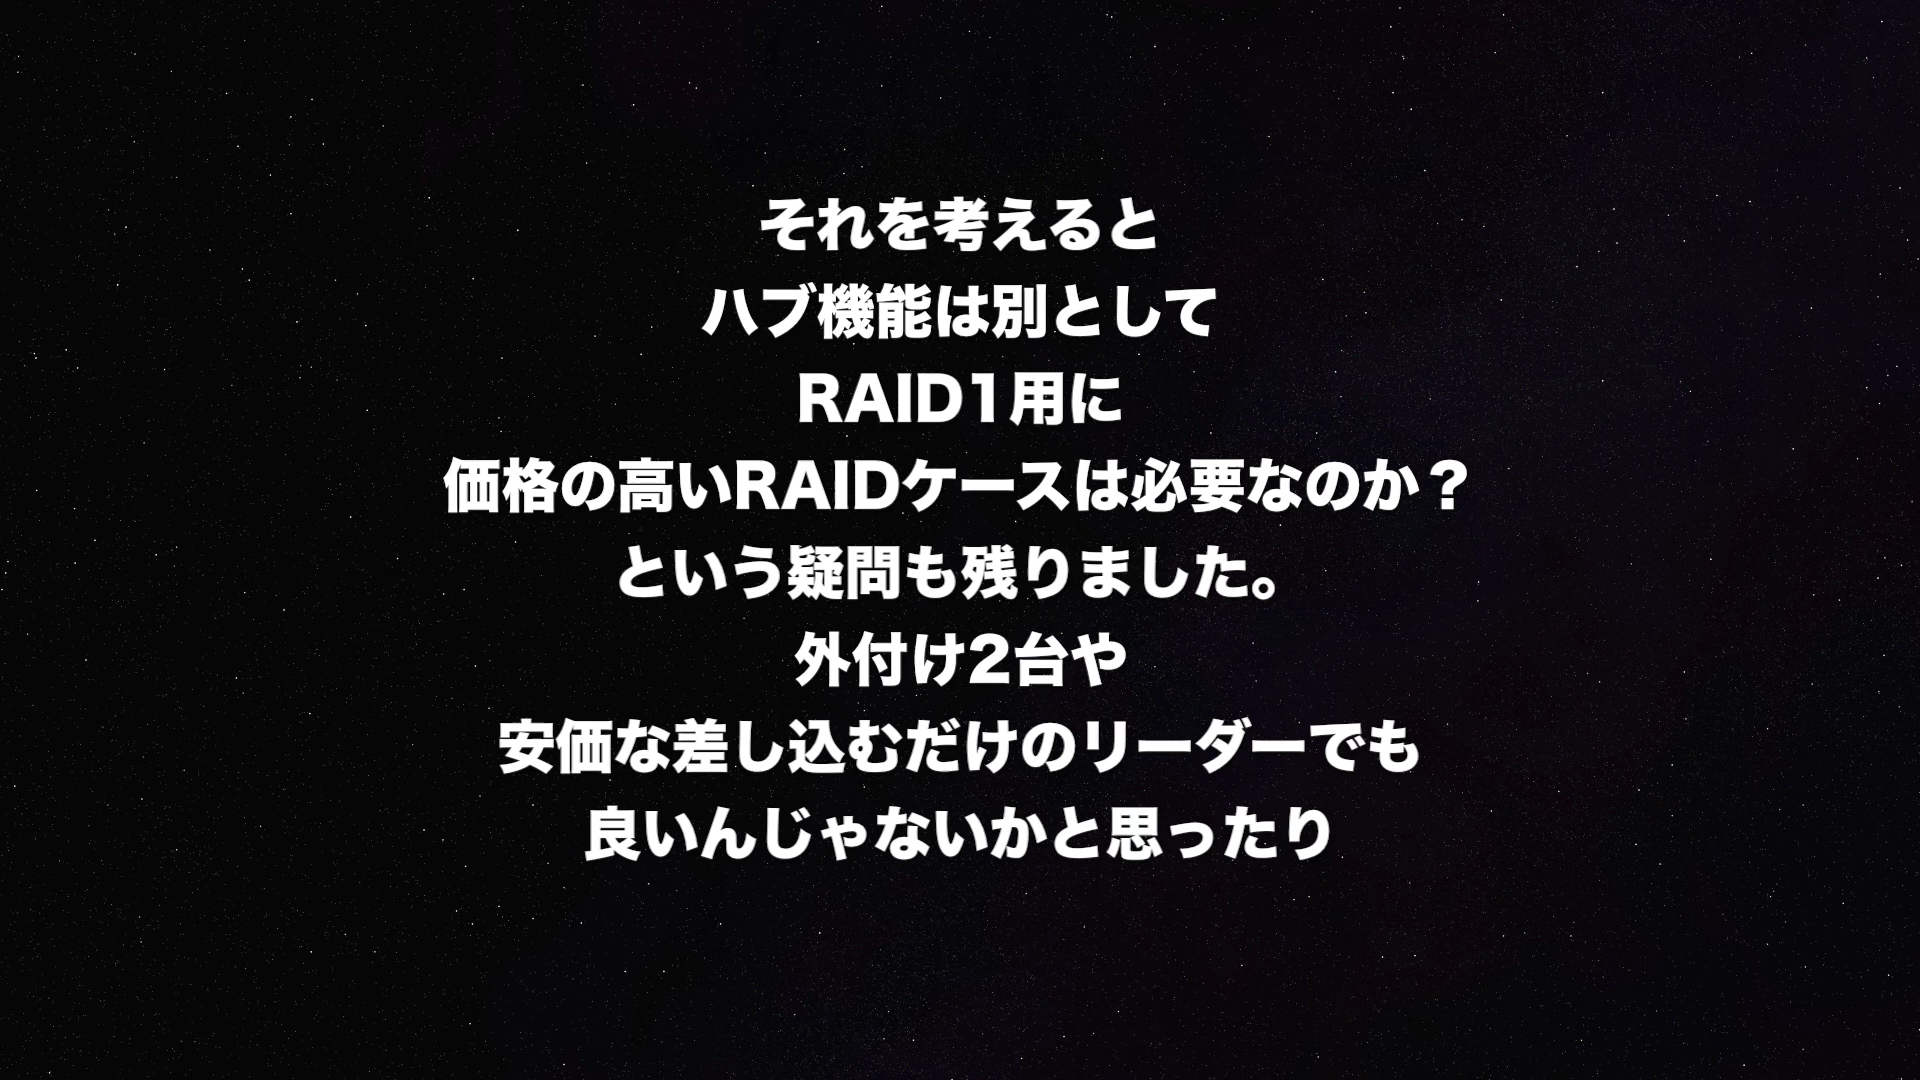 それを考えると
ハブ機能は別として
RAID1用に
価格の高いRAIDケースは必要なのか？
という疑問も残りました。
外付け2台や
安価な差し込むだけのリーダーでも
良いんじゃないかと思ったり